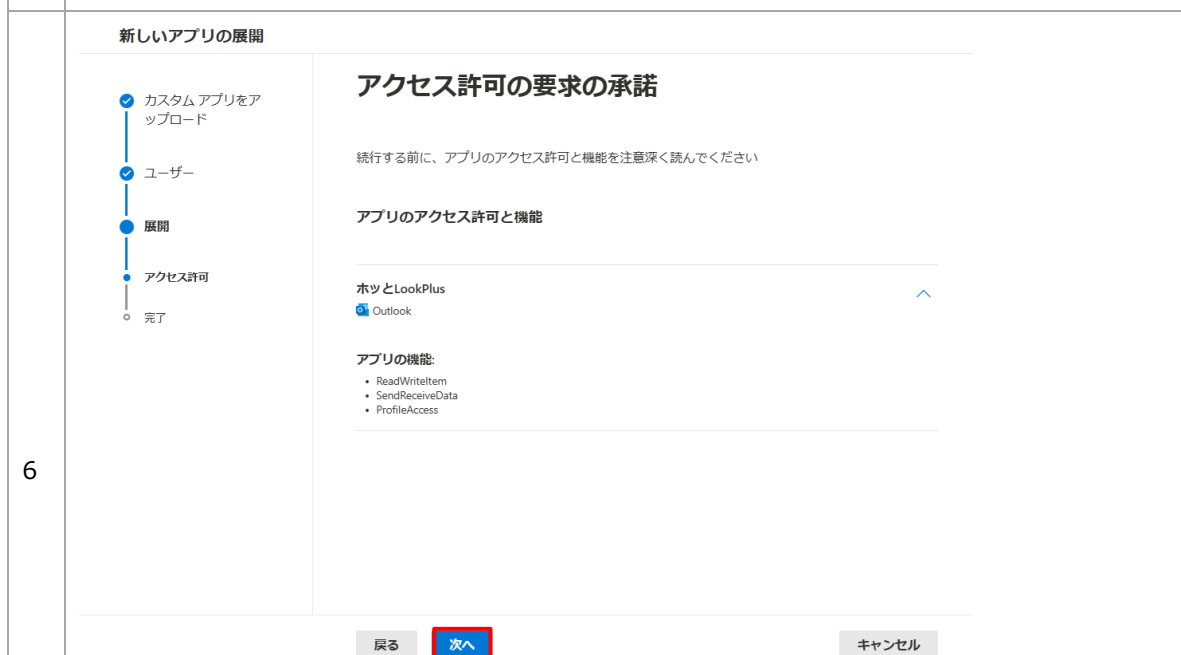 新しいアプリの展開
カスタム アプリをア
ップロード
ユーザー
展開
アクセス許可
完了
アクセス許可の要求の承諾
続行する前に、アプリのアクセス許可と機能を注意深く読んでください
アプリのアクセス許可と機能
ホッとLookPlus
Outlook
アプリの機能:
• ReadWriteItem
• SendReceiveData
• ProfileAccess
6
戻る
次へ
キャンセル